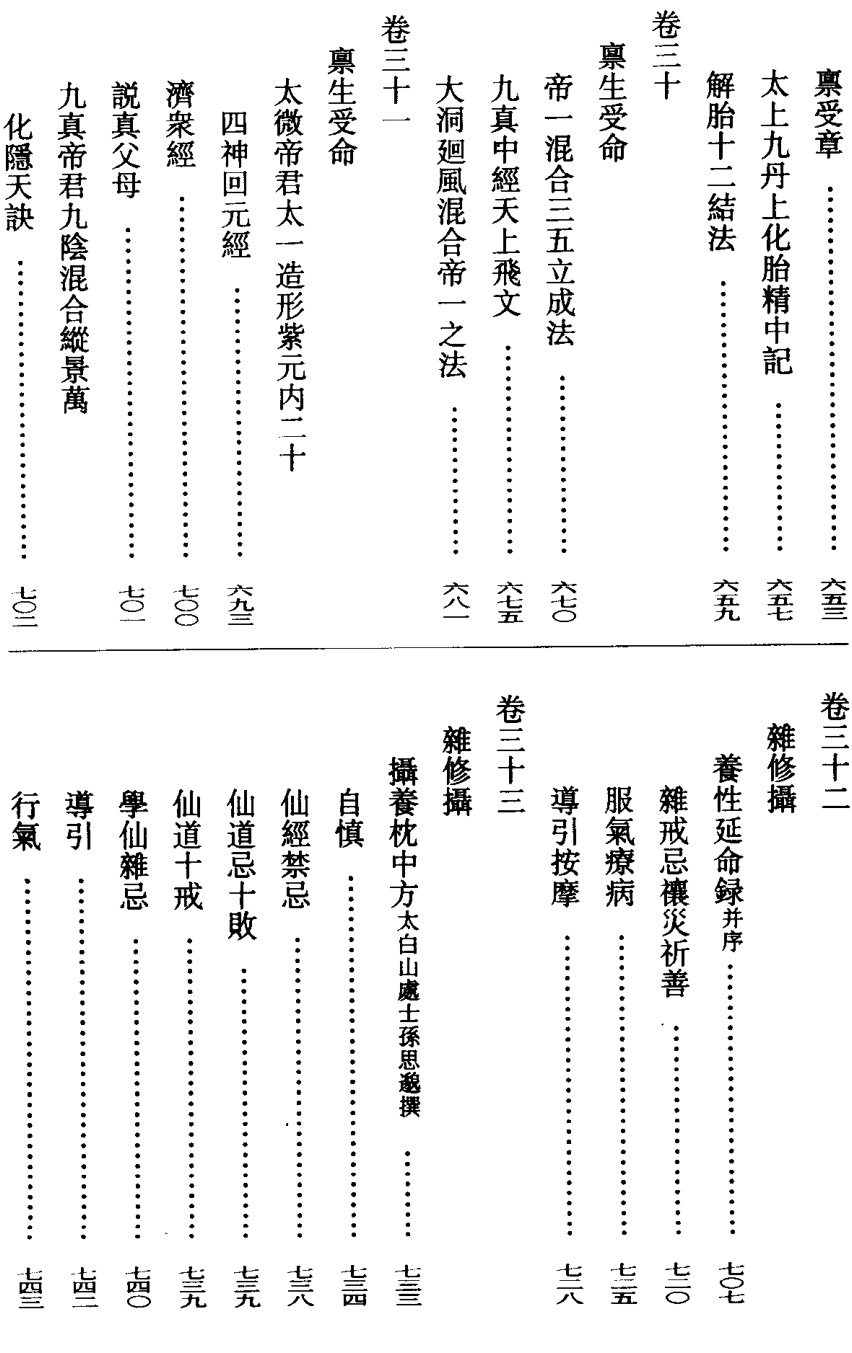 禀受章 …… 六五三
太上九丹上化胎精中記 …… 六五七
解胎十二結法 …… 六五九
卷三十
禀生受命
帝一混合三五立成法 …… 六七〇
九真中經天上飛文 …… 六七五
大洞廻風混合帝一之法 …… 六八一
卷三十一
禀生受命
太微帝君太一造形紫元内二十
四神回元經 …… 六九三
濟衆經 …… 七〇〇
説真父母 …… 七〇一
九真帝君九陰混合縱景萬
化隱天訣 …… 七〇二
卷三十二
雜修攝
養性延命録并序 …… 七〇七
雜戒忌禳災祈善 …… 七二〇
服氣療病 …… 七二五
導引按摩 …… 七二八
卷三十三
雜修攝
攝養枕中方太白山處士孫思邈撰 …… 七三三
自慎 …… 七三四
仙經禁忌 …… 七三八
仙道忌十敗 …… 七三九
仙道十戒 …… 七三九
學仙雜忌 …… 七四〇
導引 …… 七四二
行氣 …… 七四三